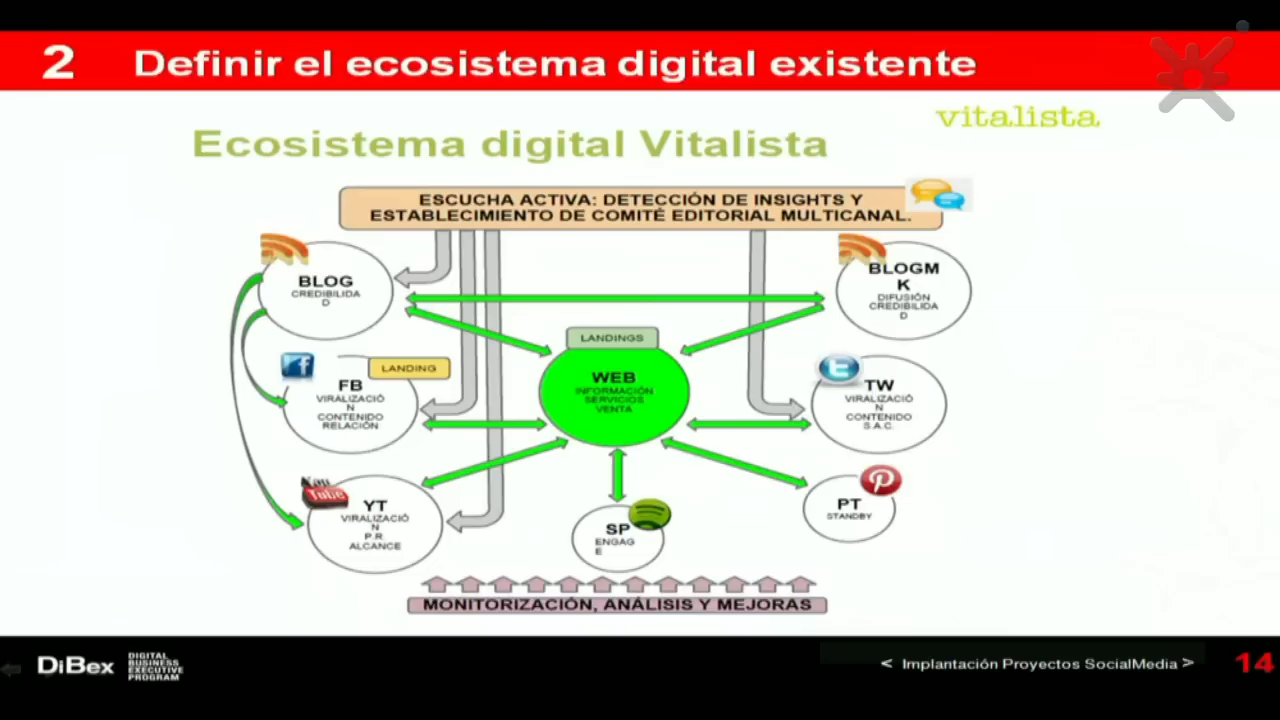 2 Definir el ecosistema digital existente
vitalista
Ecosistema digital Vitalista
ESCUCHA ACTIVA: DETECCIÓN DE INSIGHTS Y
ESTABLECIMIENTO DE COMITÉ EDITORIAL MULTICANAL.
BLOG
CREDIBILIDA
D
BLOGM
K
DIFUSIÓN
CREDIBILIDA
D
LANDINGS
WEB
INFORMACIÓN
SERVICIOS
VENTA
LANDING
FB
VIRALIZACIÓ
N
CONTENIDO
RELACIÓN
TW
VIRALIZACIÓ
N
CONTENIDO
S.A.C.
You
Tube
YT
VIRALIZACIÓ
N
P.R
ALCANCE
SP
ENGAG
E
PT
STANDBY
MONITORIZACIÓN, ANÁLISIS Y MEJORAS
DiBex
DIGITAL
BUSINESS
EXECUTIVE
PROGRAM
< Implantación Proyectos SocialMedia >
14